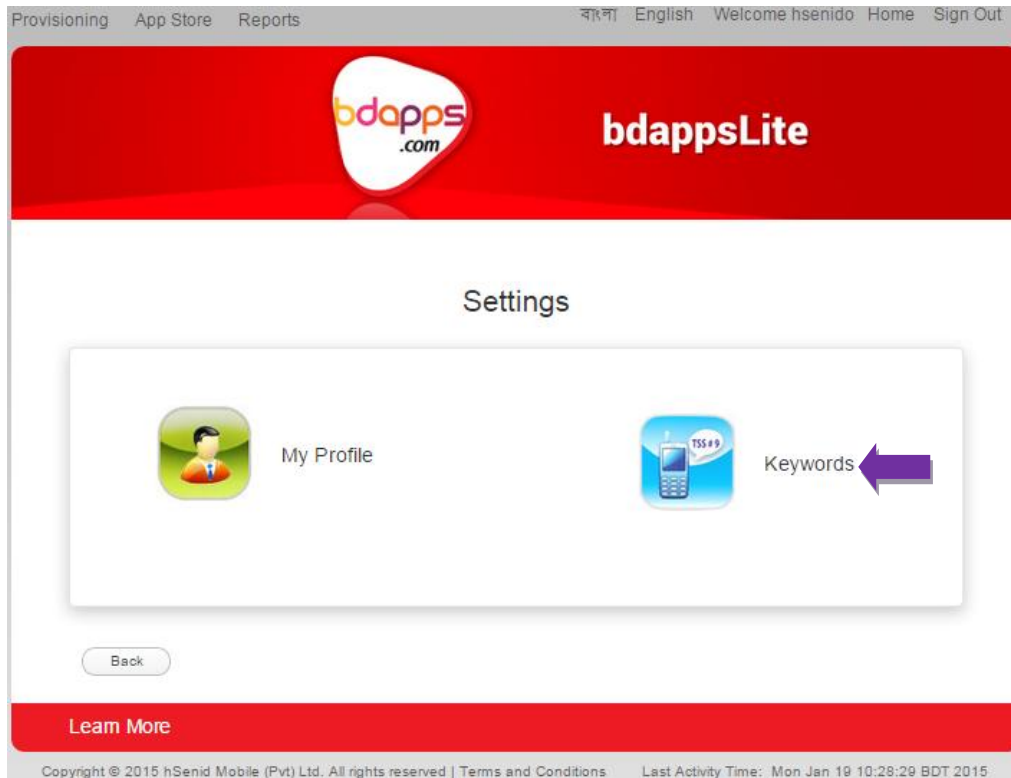 Provisioning App Store Reports বাংলা English Welcome hsenido Home Sign Out
bdapps
.com
bdappsLite
Settings
My Profile
TSS # 9
Keywords
Back
Learn More
Copyright © 2015 hSenid Mobile (Pvt) Ltd. All rights reserved | Terms and Conditions Last Activity Time: Mon Jan 19 10:28:29 BDT 2015